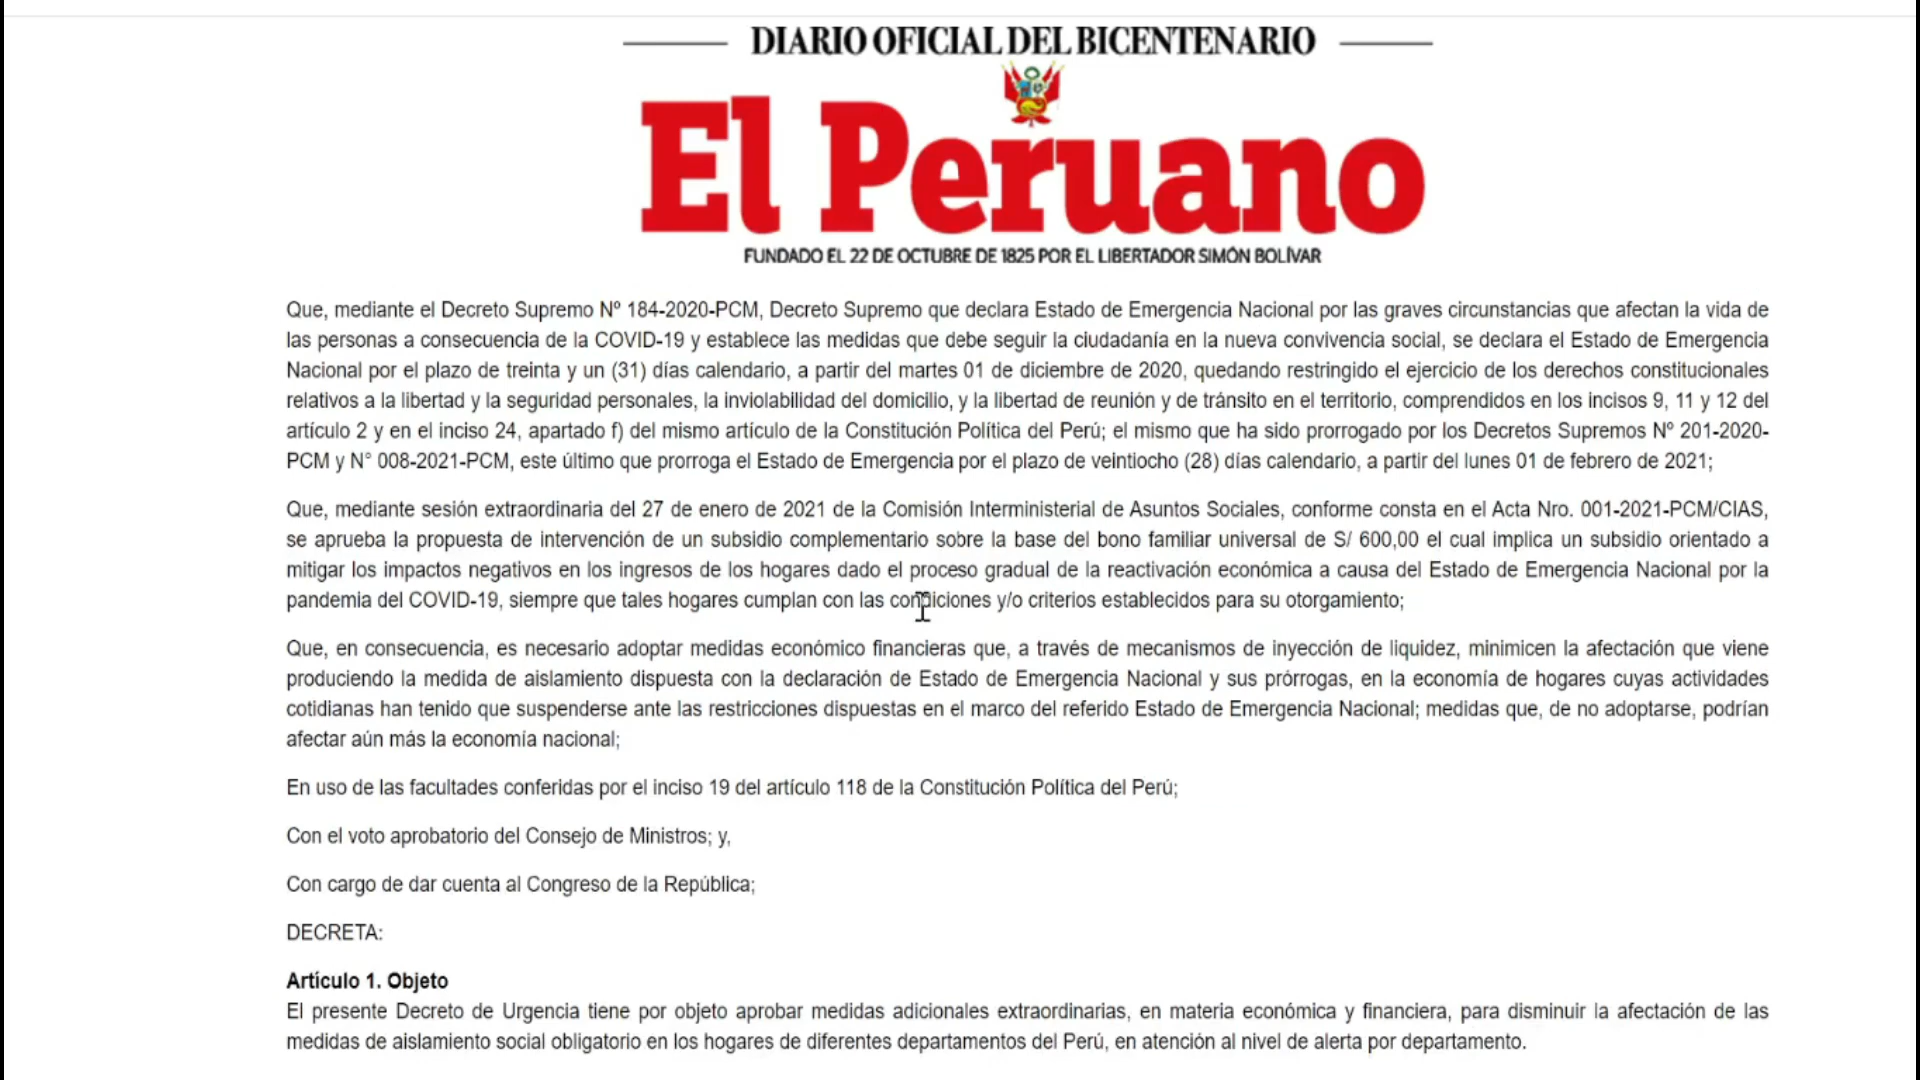 DIARIO OFICIAL DEL BICENTENARIO
El Peruano
FUNDADO EL 22 DE OCTUBRE DE 1825 POR EL LIBERTADOR SIMÓN BOLÍVAR
Que, mediante el Decreto Supremo Nº 184-2020-PCM, Decreto Supremo que declara Estado de Emergencia Nacional por las graves circunstancias que afectan la vida de
las personas a consecuencia de la COVID-19 y establece las medidas que debe seguir la ciudadanía en la nueva convivencia social, se declara el Estado de Emergencia
Nacional por el plazo de treinta y un (31) días calendario, a partir del martes 01 de diciembre de 2020, quedando restringido el ejercicio de los derechos constitucionales
relativos a la libertad y la seguridad personales, la inviolabilidad del domicilio, y la libertad de reunión y de tránsito en el territorio, comprendidos en los incisos 9, 11 y 12 del
artículo 2 y en el inciso 24, apartado f) del mismo artículo de la Constitución Política del Perú; el mismo que ha sido prorrogado por los Decretos Supremos Nº 201-2020-
PCM y N° 008-2021-PCM, este último que prorroga el Estado de Emergencia por el plazo de veintiocho (28) días calendario, a partir del lunes 01 de febrero de 2021;
Que, mediante sesión extraordinaria del 27 de enero de 2021 de la Comisión Interministerial de Asuntos Sociales, conforme consta en el Acta Nro. 001-2021-PCM/CIAS,
se aprueba la propuesta de intervención de un subsidio complementario sobre la base del bono familiar universal de S/ 600,00 el cual implica un subsidio orientado a
mitigar los impactos negativos en los ingresos de los hogares dado el proceso gradual de la reactivación económica a causa del Estado de Emergencia Nacional por la
pandemia del COVID-19, siempre que tales hogares cumplan con las condiciones y/o criterios establecidos para su otorgamiento;
Que, en consecuencia, es necesario adoptar medidas económico financieras que, a través de mecanismos de inyección de liquidez, minimicen la afectación que viene
produciendo la medida de aislamiento dispuesta con la declaración de Estado de Emergencia Nacional y sus prórrogas, en la economía de hogares cuyas actividades
cotidianas han tenido que suspenderse ante las restricciones dispuestas en el marco del referido Estado de Emergencia Nacional; medidas que, de no adoptarse, podrían
afectar aún más la economía nacional;
En uso de las facultades conferidas por el inciso 19 del artículo 118 de la Constitución Política del Perú;
Con el voto aprobatorio del Consejo de Ministros; y,
Con cargo de dar cuenta al Congreso de la República;
DECRETA:
Artículo 1. Objeto
El presente Decreto de Urgencia tiene por objeto aprobar medidas adicionales extraordinarias, en materia económica y financiera, para disminuir la afectación de las
medidas de aislamiento social obligatorio en los hogares de diferentes departamentos del Perú, en atención al nivel de alerta por departamento.